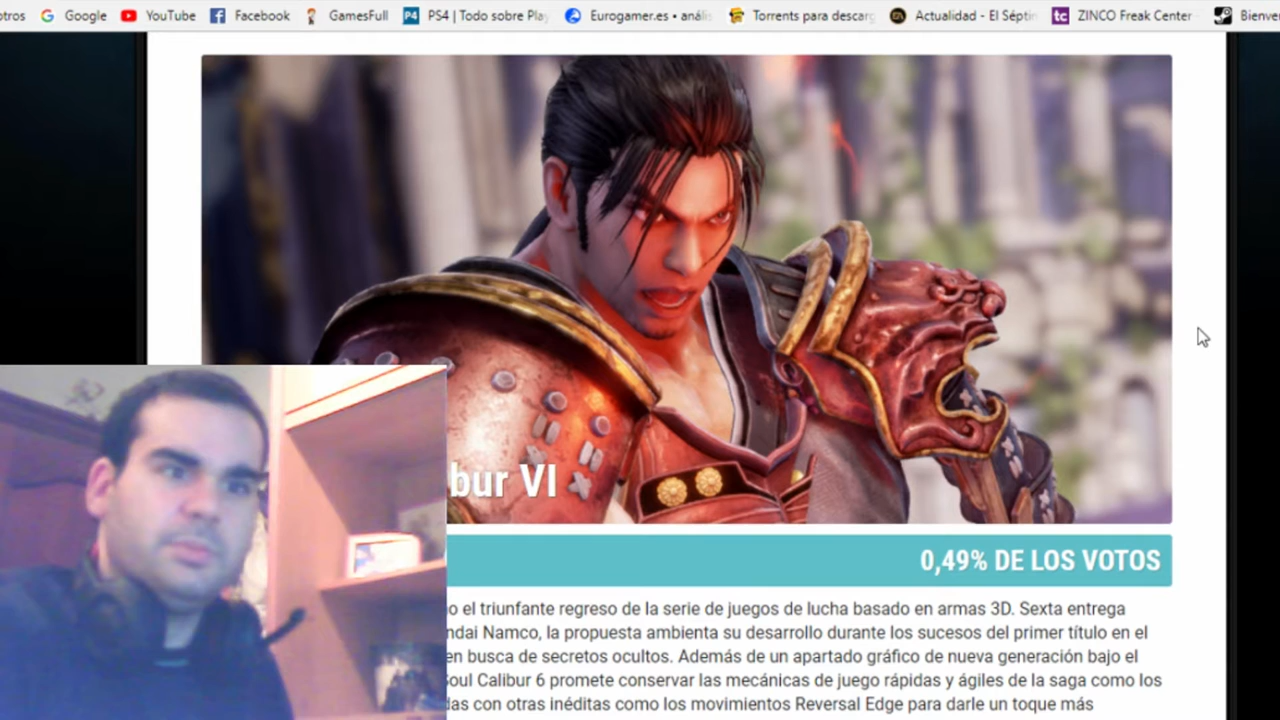 otros Google YouTube Facebook GamesFull PS4 | Todo sobre Play Eurogamer.es • análisi Torrents para descarg Actualidad - El Séptim ZINCO Freak Center Bienve
bur VI
0,49% DE LOS VOTOS
o el triunfante regreso de la serie de juegos de lucha basado en armas 3D. Sexta entrega
ndai Namco, la propuesta ambienta su desarrollo durante los sucesos del primer título en el
en busca de secretos ocultos. Además de un apartado gráfico de nueva generación bajo el
Soul Calibur 6 promete conservar las mecánicas de juego rápidas y ágiles de la saga como los
das con otras inéditas como los movimientos Reversal Edge para darle un toque más